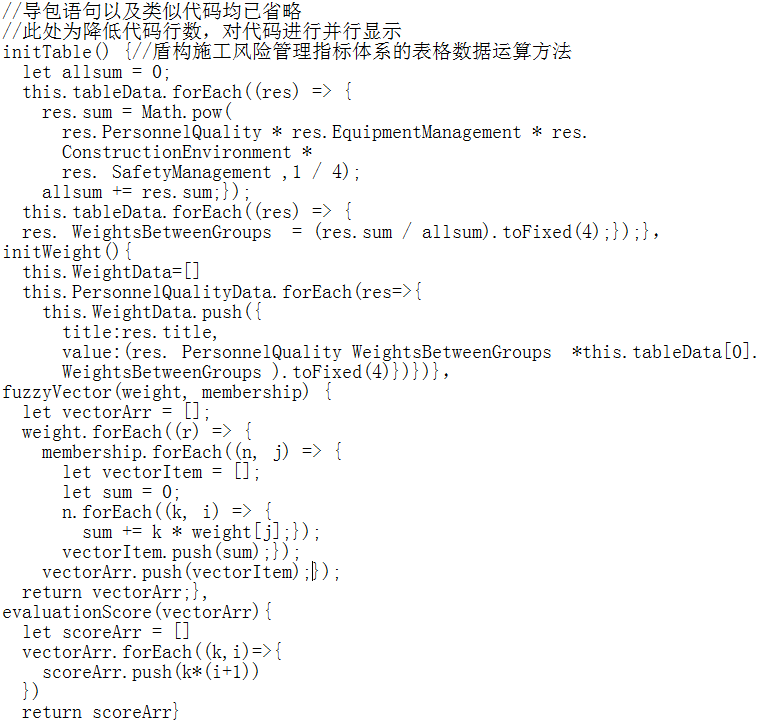 //导包语句以及类似代码均已省略
//此处为降低代码行数，对代码进行并行显示
initTable() {//盾构施工风险管理指标体系的表格数据运算方法
  let allsum = 0;
  this.tableData.forEach((res) => {
    res.sum = Math.pow(
      res.PersonnelQuality * res.EquipmentManagement * res.
      ConstructionEnvironment *
      res. SafetyManagement ,1 / 4);
    allsum += res.sum;});
  this.tableData.forEach((res) => {
  res. WeightsBetweenGroups  = (res.sum / allsum).toFixed(4);});},
initWeight(){
  this.WeightData=[]
  this.PersonnelQualityData.forEach(res=>{
    this.WeightData.push({
      title:res.title,
      value:(res. PersonnelQuality WeightsBetweenGroups  *this.tableData[0].
      WeightsBetweenGroups ).toFixed(4)})})},
fuzzyVector(weight, membership) {
  let vectorArr = [];
  weight.forEach((r) => {
    membership.forEach((n, j) => {
      let vectorItem = [];
      let sum = 0;
      n.forEach((k, i) => {
        sum += k * weight[j];});
      vectorItem.push(sum);});
    vectorArr.push(vectorItem);});
  return vectorArr;},
evaluationScore(vectorArr){
  let scoreArr = []
  vectorArr.forEach((k,i)=>{
    scoreArr.push(k*(i+1))
  })
  return scoreArr}